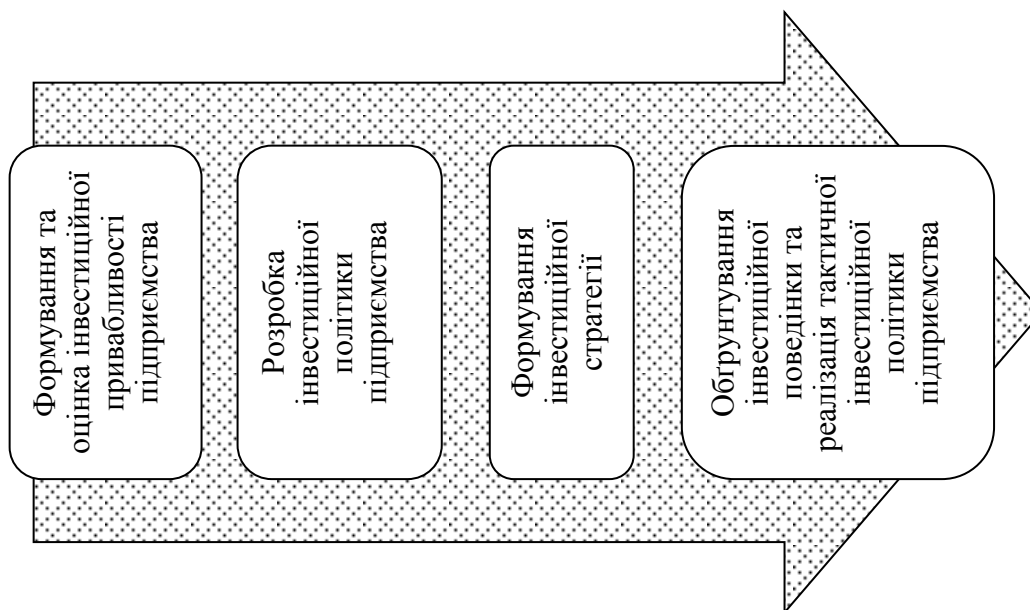 Формування та
оцінка інвестиційної
привабливості
підприємства
Розробка
інвестиційної
політики
підприємства
Формування
інвестиційної
стратегії
Обґрунтування
інвестиційної
поведінки та
реалізація тактичної
інвестиційної
політики
підприємства